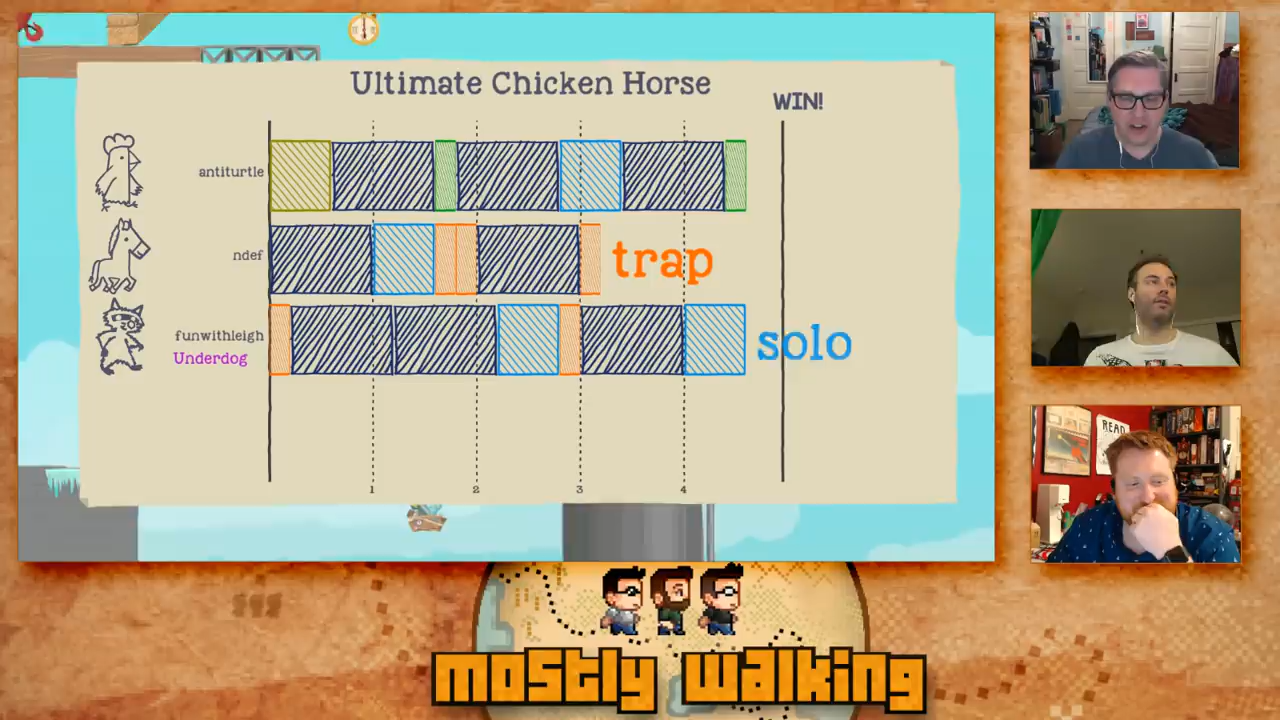 Ultimate Chicken Horse
WIN!
antiturtle
ndef
trap
funwithleigh
Underdog
solo
1 2 3 4
READ
mostly walking